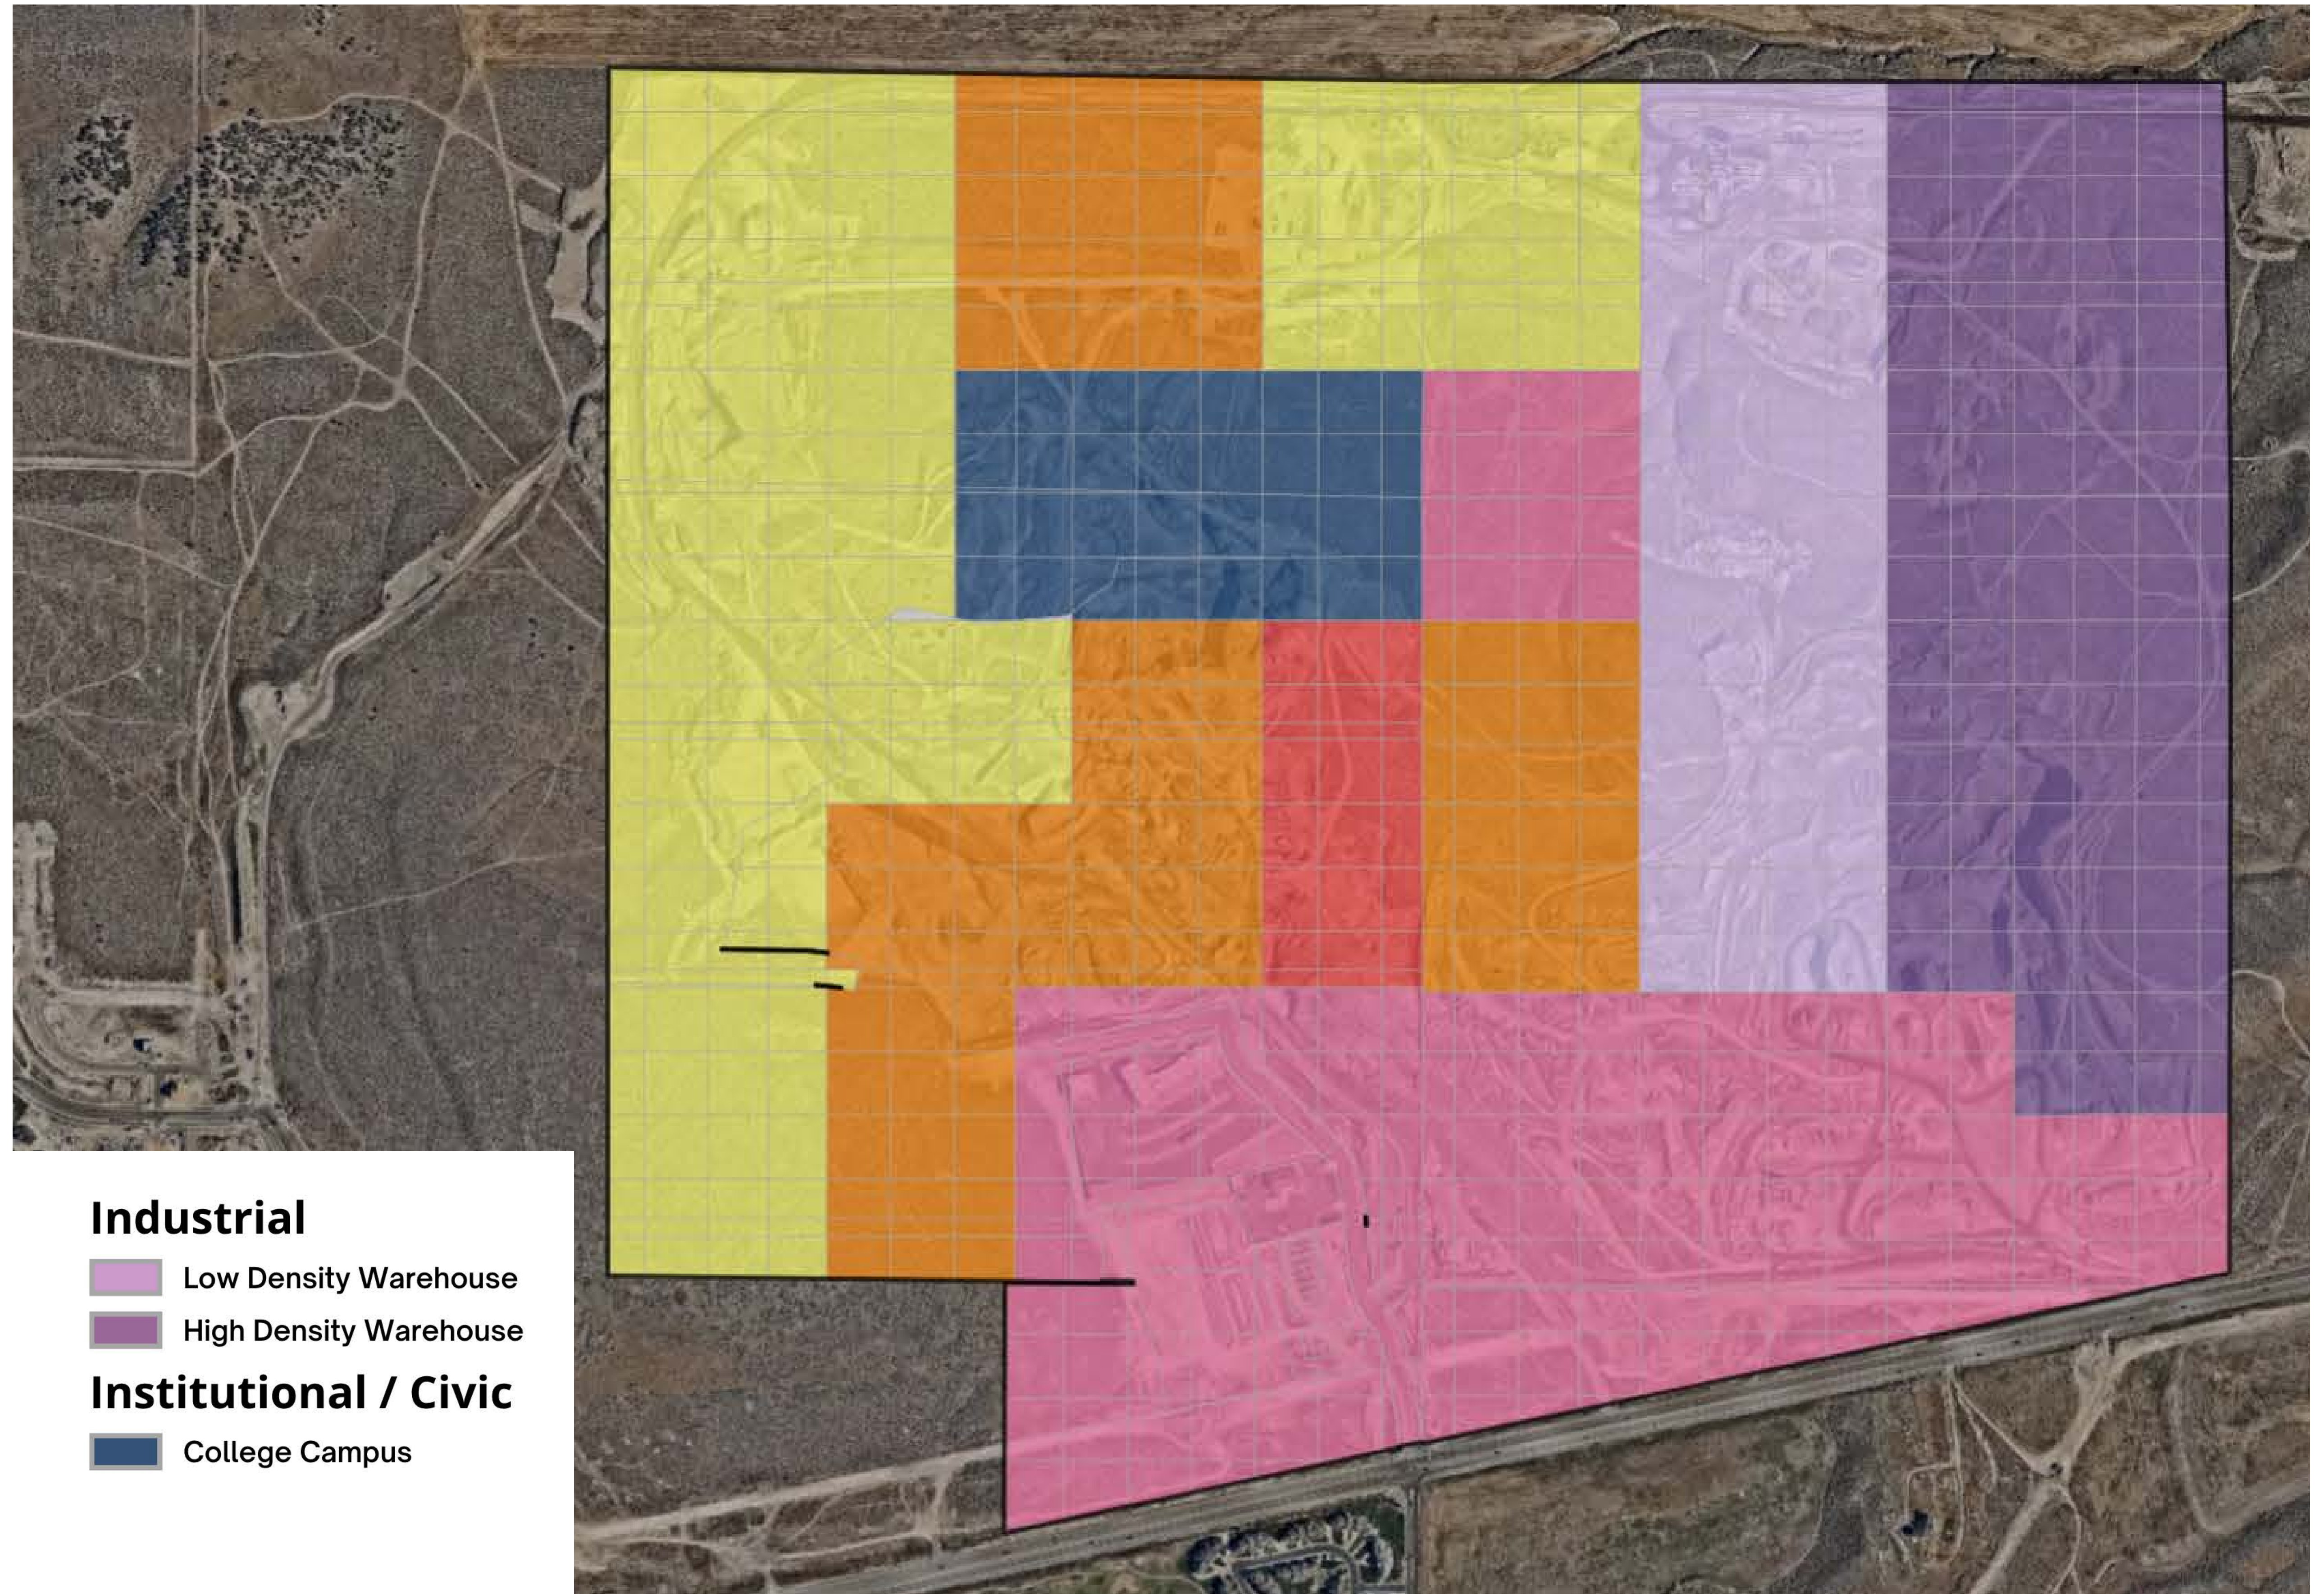 Industrial
Low Density Warehouse
High Density Warehouse
Institutional / Civic
College Campus